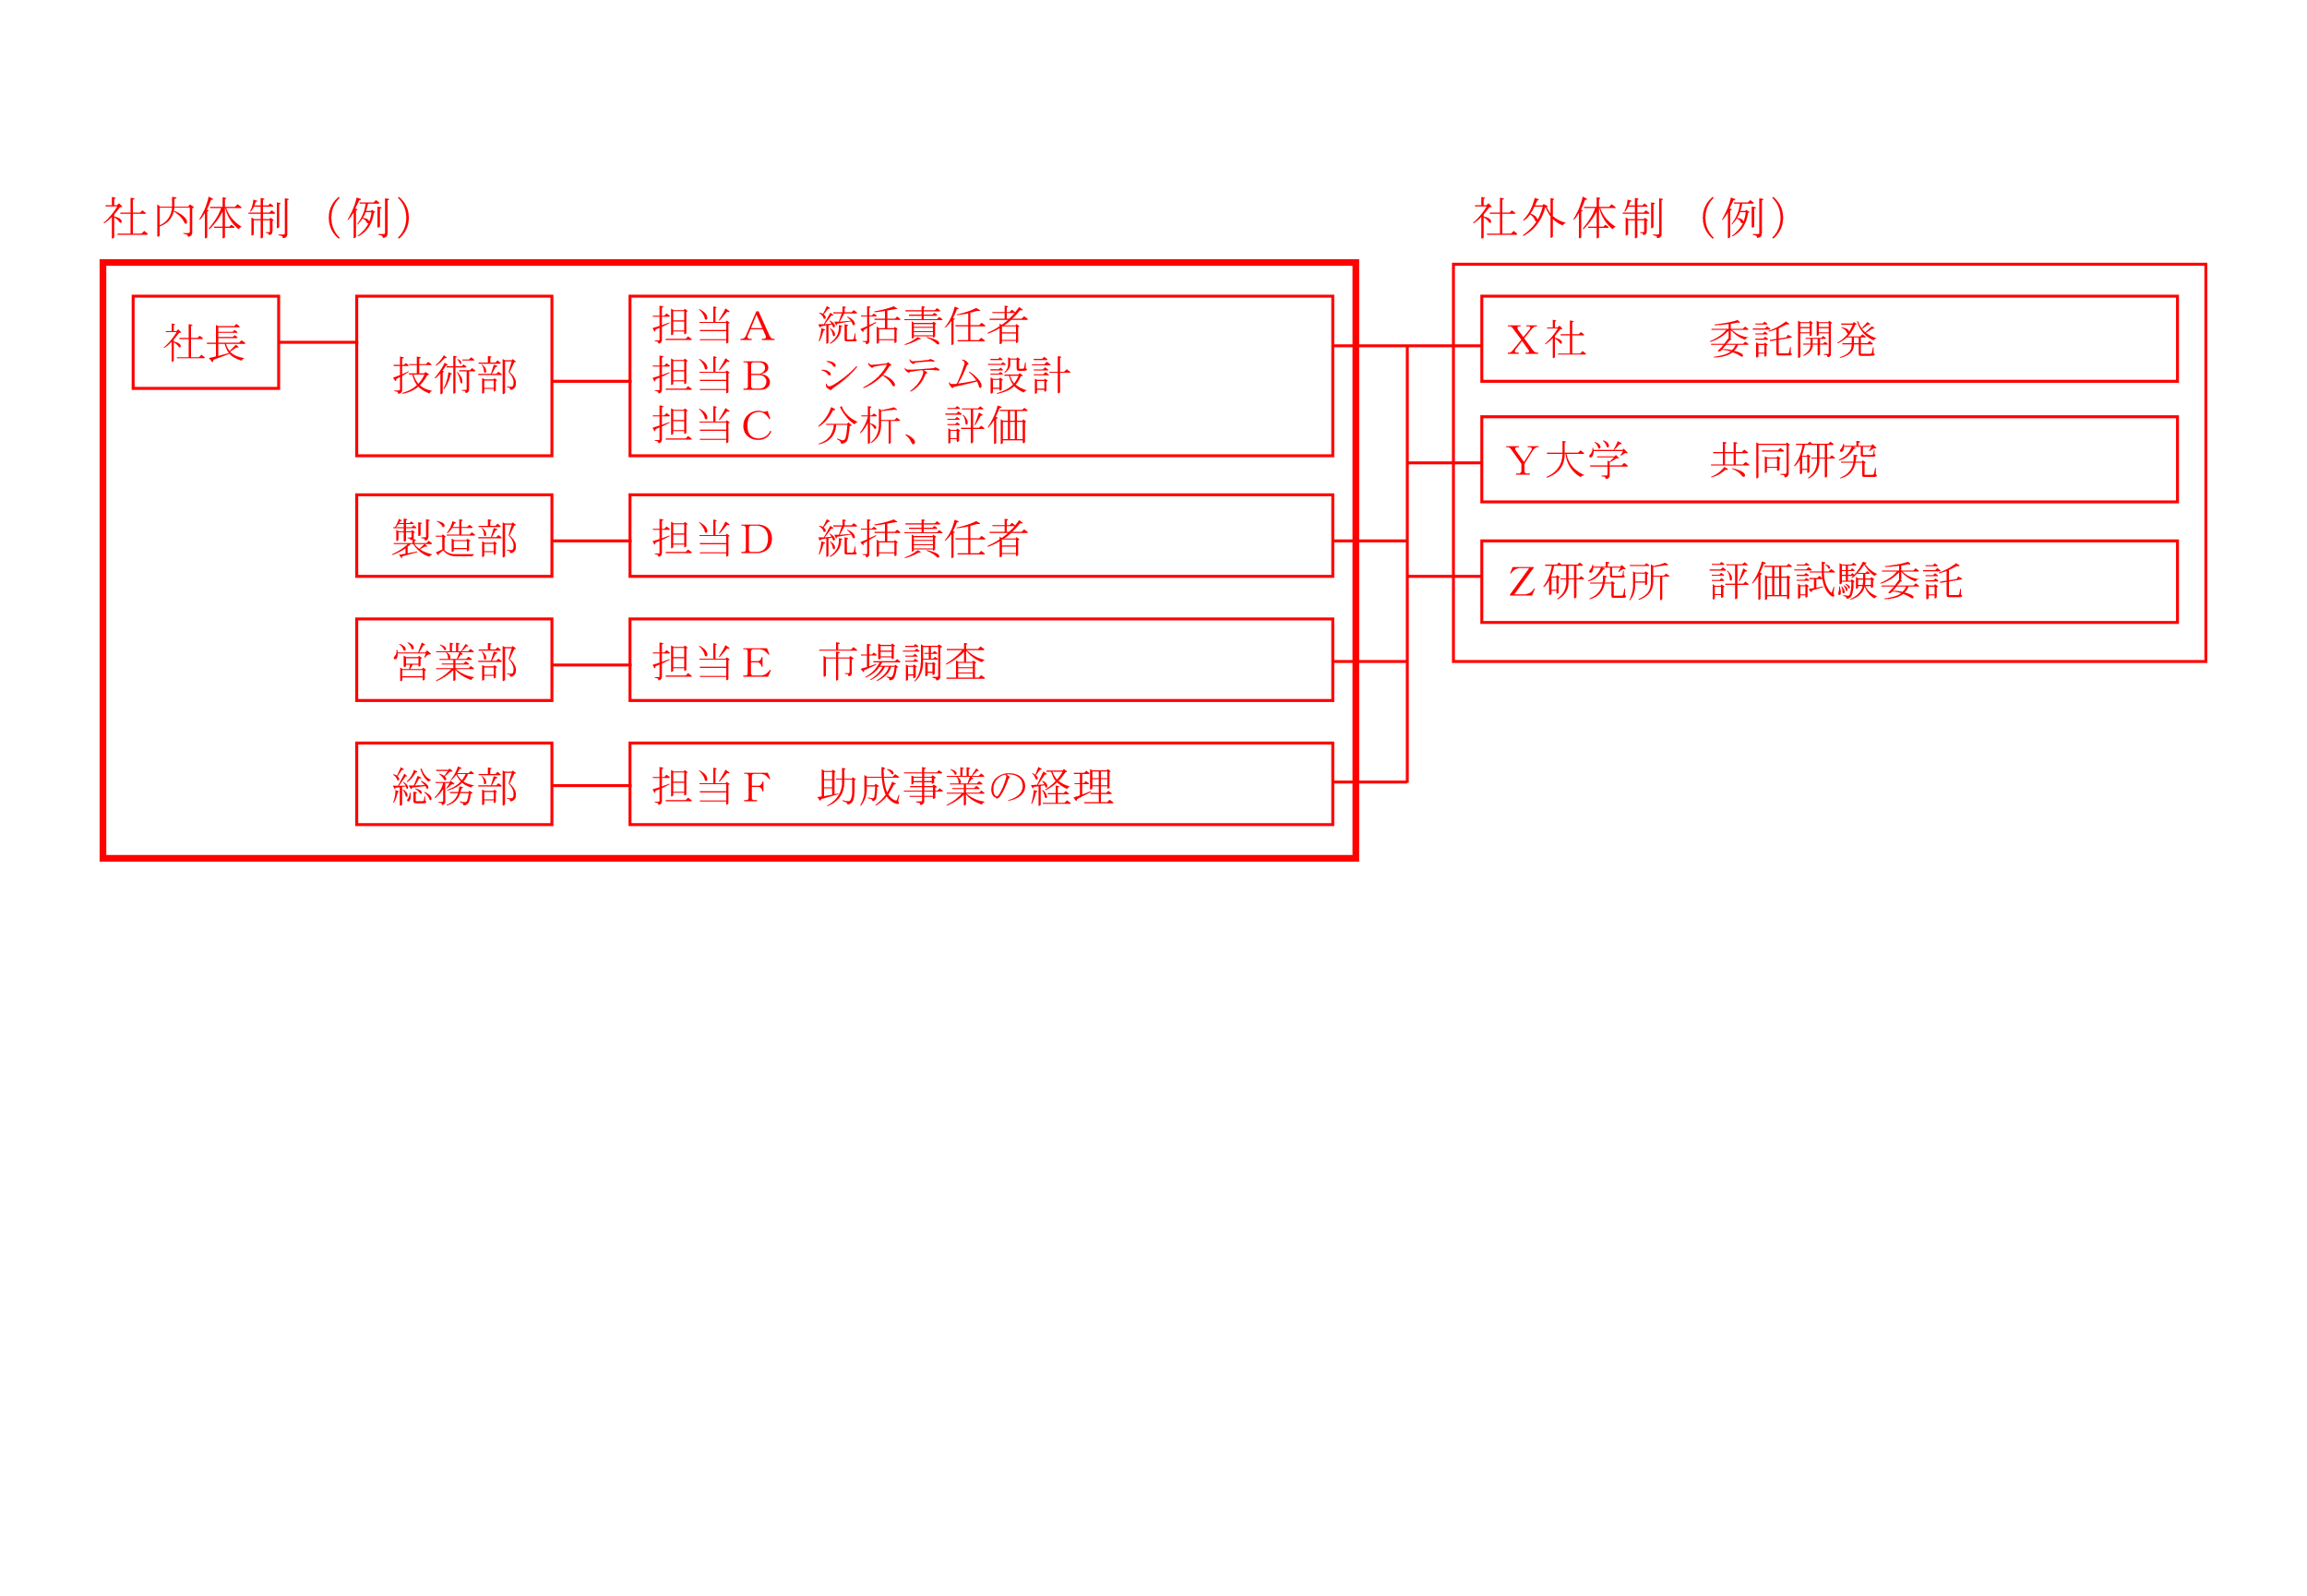 社内体制（例）
社長
技術部
担当A　統括責任者
担当B　システム設計
担当C　分析、評価
製造部
担当D　統括責任者
営業部
担当E　市場調査
総務部
担当F　助成事業の経理
社外体制（例）
X社　委託開発
Y大学　共同研究
Z研究所　評価試験委託